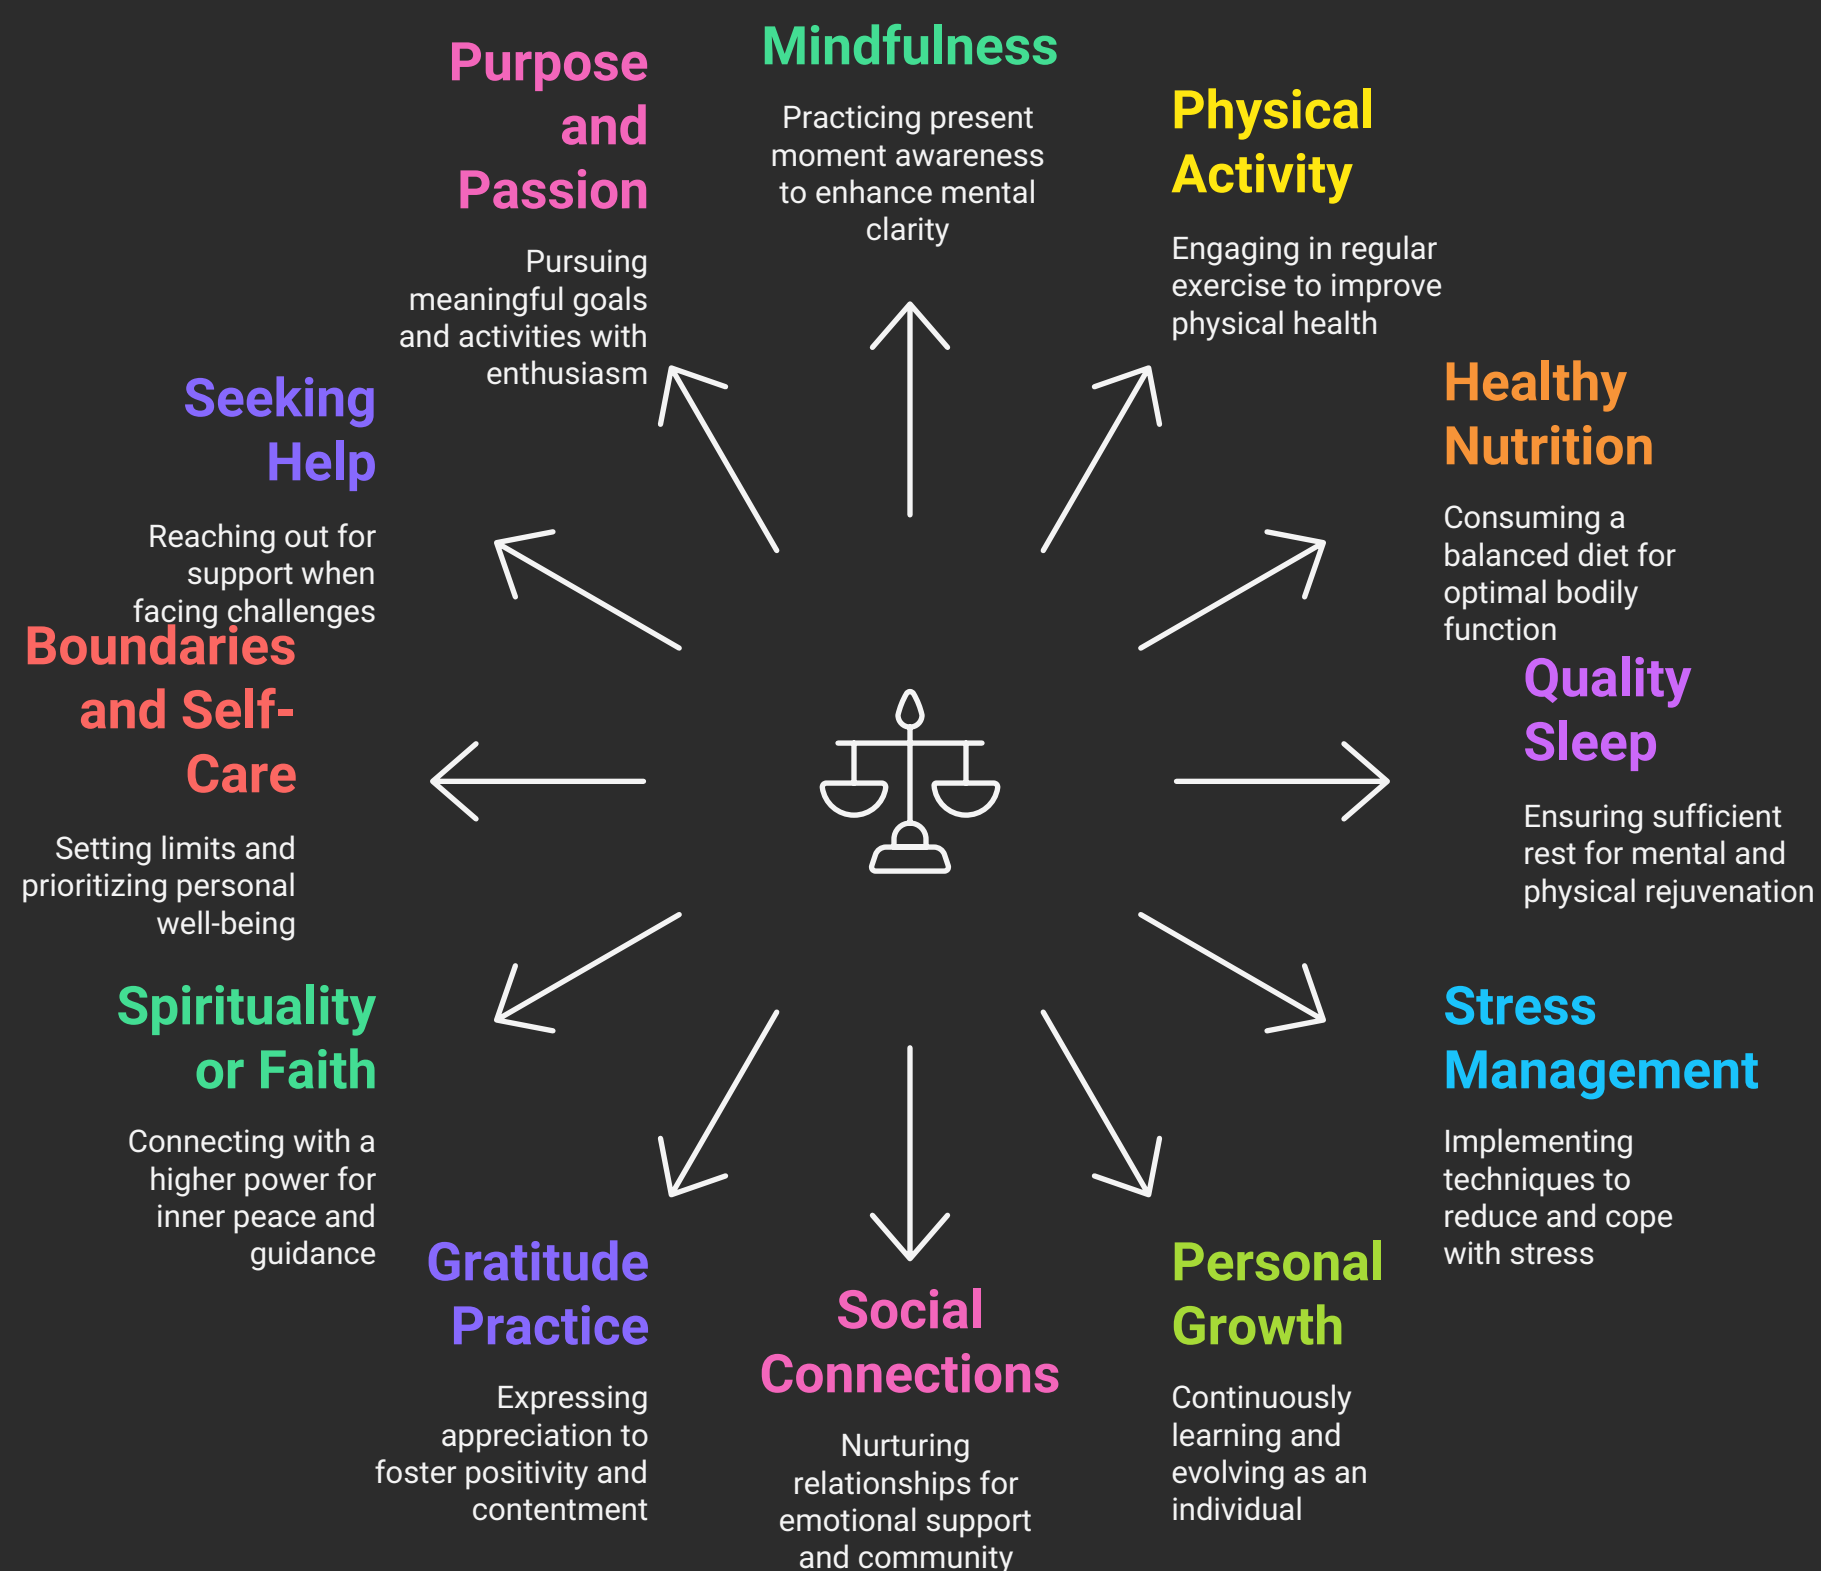 Mindfulness
Practicing present
moment awareness
to enhance mental
clarity
Physical
Activity
Engaging in regular
exercise to improve
physical health
Healthy
Nutrition
Consuming a
balanced diet for
optimal bodily
function
Quality
Sleep
Ensuring sufficient
rest for mental and
physical rejuvenation
Stress
Management
Implementing
techniques to
reduce and cope
with stress
Personal
Growth
Continuously
learning and
evolving as an
individual
Social
Connections
Nurturing
relationships for
emotional support
and community
Gratitude
Practice
Expressing
appreciation to
foster positivity and
contentment
Spirituality
or Faith
Connecting with a
higher power for
inner peace and
guidance
Boundaries
and Self-
Care
Setting limits and
prioritizing personal
well-being
Seeking
Help
Reaching out for
support when
facing challenges
Purpose
and
Passion
Pursuing
meaningful goals
and activities with
enthusiasm